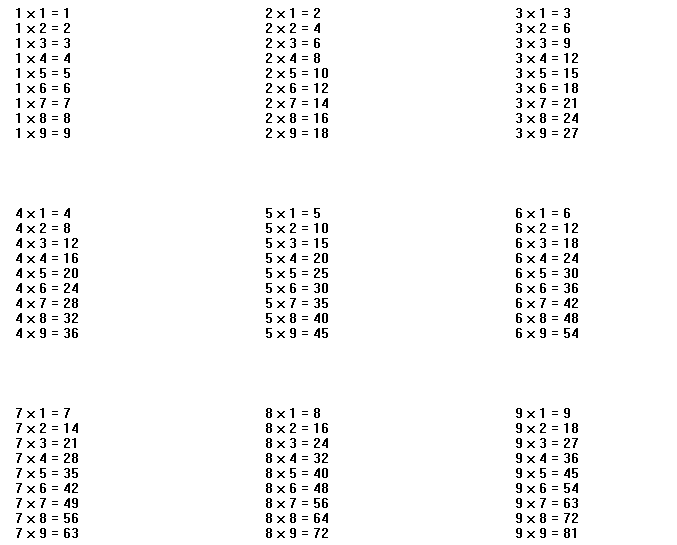 1 x 1 = 1
1 x 2 = 2
1 x 3 = 3
1 x 4 = 4
1 x 5 = 5
1 x 6 = 6
1 x 7 = 7
1 x 8 = 8
1 x 9 = 9
2 x 1 = 2
2 x 2 = 4
2 x 3 = 6
2 x 4 = 8
2 x 5 = 10
2 x 6 = 12
2 x 7 = 14
2 x 8 = 16
2 x 9 = 18
3 x 1 = 3
3 x 2 = 6
3 x 3 = 9
3 x 4 = 12
3 x 5 = 15
3 x 6 = 18
3 x 7 = 21
3 x 8 = 24
3 x 9 = 27
4 x 1 = 4
4 x 2 = 8
4 x 3 = 12
4 x 4 = 16
4 x 5 = 20
4 x 6 = 24
4 x 7 = 28
4 x 8 = 32
4 x 9 = 36
5 x 1 = 5
5 x 2 = 10
5 x 3 = 15
5 x 4 = 20
5 x 5 = 25
5 x 6 = 30
5 x 7 = 35
5 x 8 = 40
5 x 9 = 45
6 x 1 = 6
6 x 2 = 12
6 x 3 = 18
6 x 4 = 24
6 x 5 = 30
6 x 6 = 36
6 x 7 = 42
6 x 8 = 48
6 x 9 = 54
7 x 1 = 7
7 x 2 = 14
7 x 3 = 21
7 x 4 = 28
7 x 5 = 35
7 x 6 = 42
7 x 7 = 49
7 x 8 = 56
7 x 9 = 63
8 x 1 = 8
8 x 2 = 16
8 x 3 = 24
8 x 4 = 32
8 x 5 = 40
8 x 6 = 48
8 x 7 = 56
8 x 8 = 64
8 x 9 = 72
9 x 1 = 9
9 x 2 = 18
9 x 3 = 27
9 x 4 = 36
9 x 5 = 45
9 x 6 = 54
9 x 7 = 63
9 x 8 = 72
9 x 9 = 81